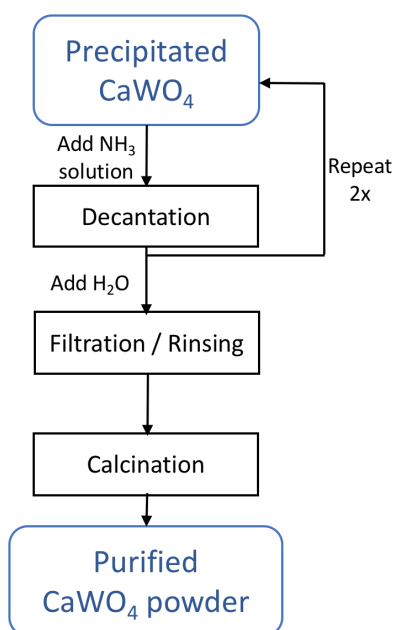 Precipitated
CaWO₄
Add NH₃
solution
Decantation
Repeat
2x
Add H₂O
Filtration / Rinsing
Calcination
Purified
CaWO₄ powder